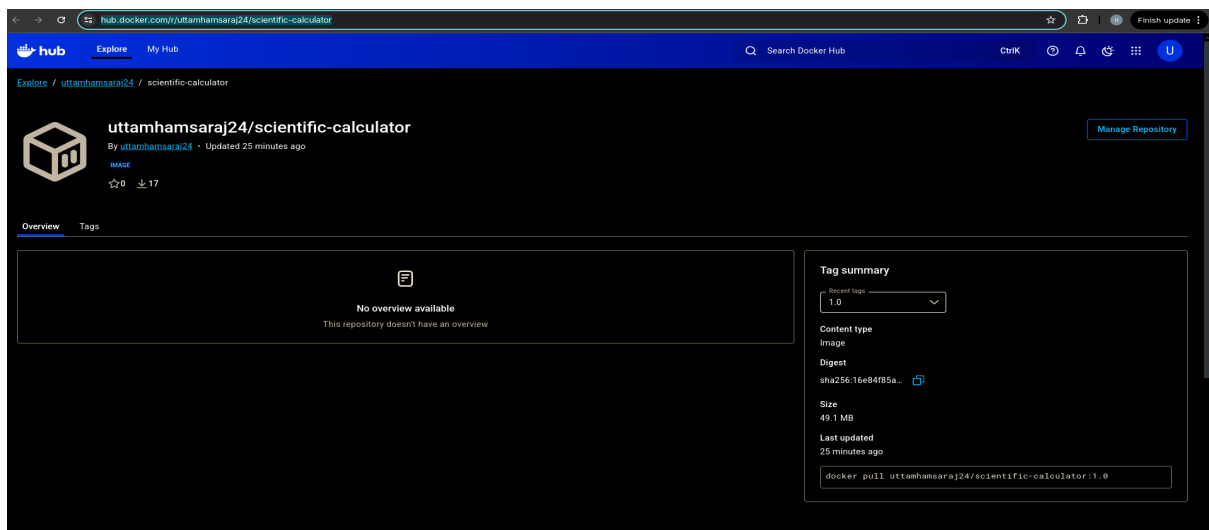 hub.docker.com/r/uttamhamsaraj24/scientific-calculator
Finish update
hub
Explore
My Hub
Search Docker Hub
CtrlK
U
Explore / uttamhamsaraj24 / scientific-calculator
uttamhamsaraj24/scientific-calculator
Manage Repository
By uttamhamsaraj24 • Updated 25 minutes ago
IMAGE
0 17
Overview
Tags
No overview available
This repository doesn't have an overview
Tag summary
Recent tags
1.0
Content type
Image
Digest
sha256:16e84f85a...
Size
49.1 MB
Last updated
25 minutes ago
docker pull uttamhamsaraj24/scientific-calculator:1.0